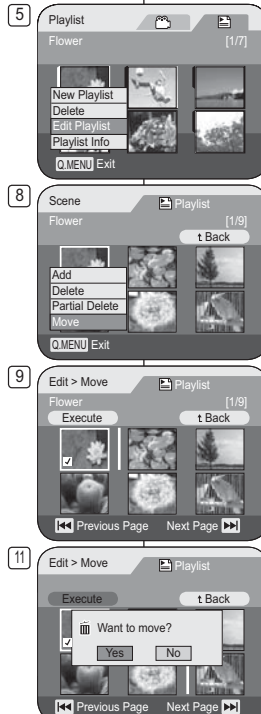 5
Playlist
Flower [1/7]
New Playlist
Delete
Edit Playlist
Playlist Info
Q.MENU Exit
8
Scene Playlist
Flower [1/9]
t Back
Add
Delete
Partial Delete
Move
Q.MENU Exit
9
Edit > Move Playlist
Flower [1/9]
Execute t Back
Previous Page Next Page
11
Edit > Move Playlist
Execute t Back
Want to move?
Yes No
Previous Page Next Page